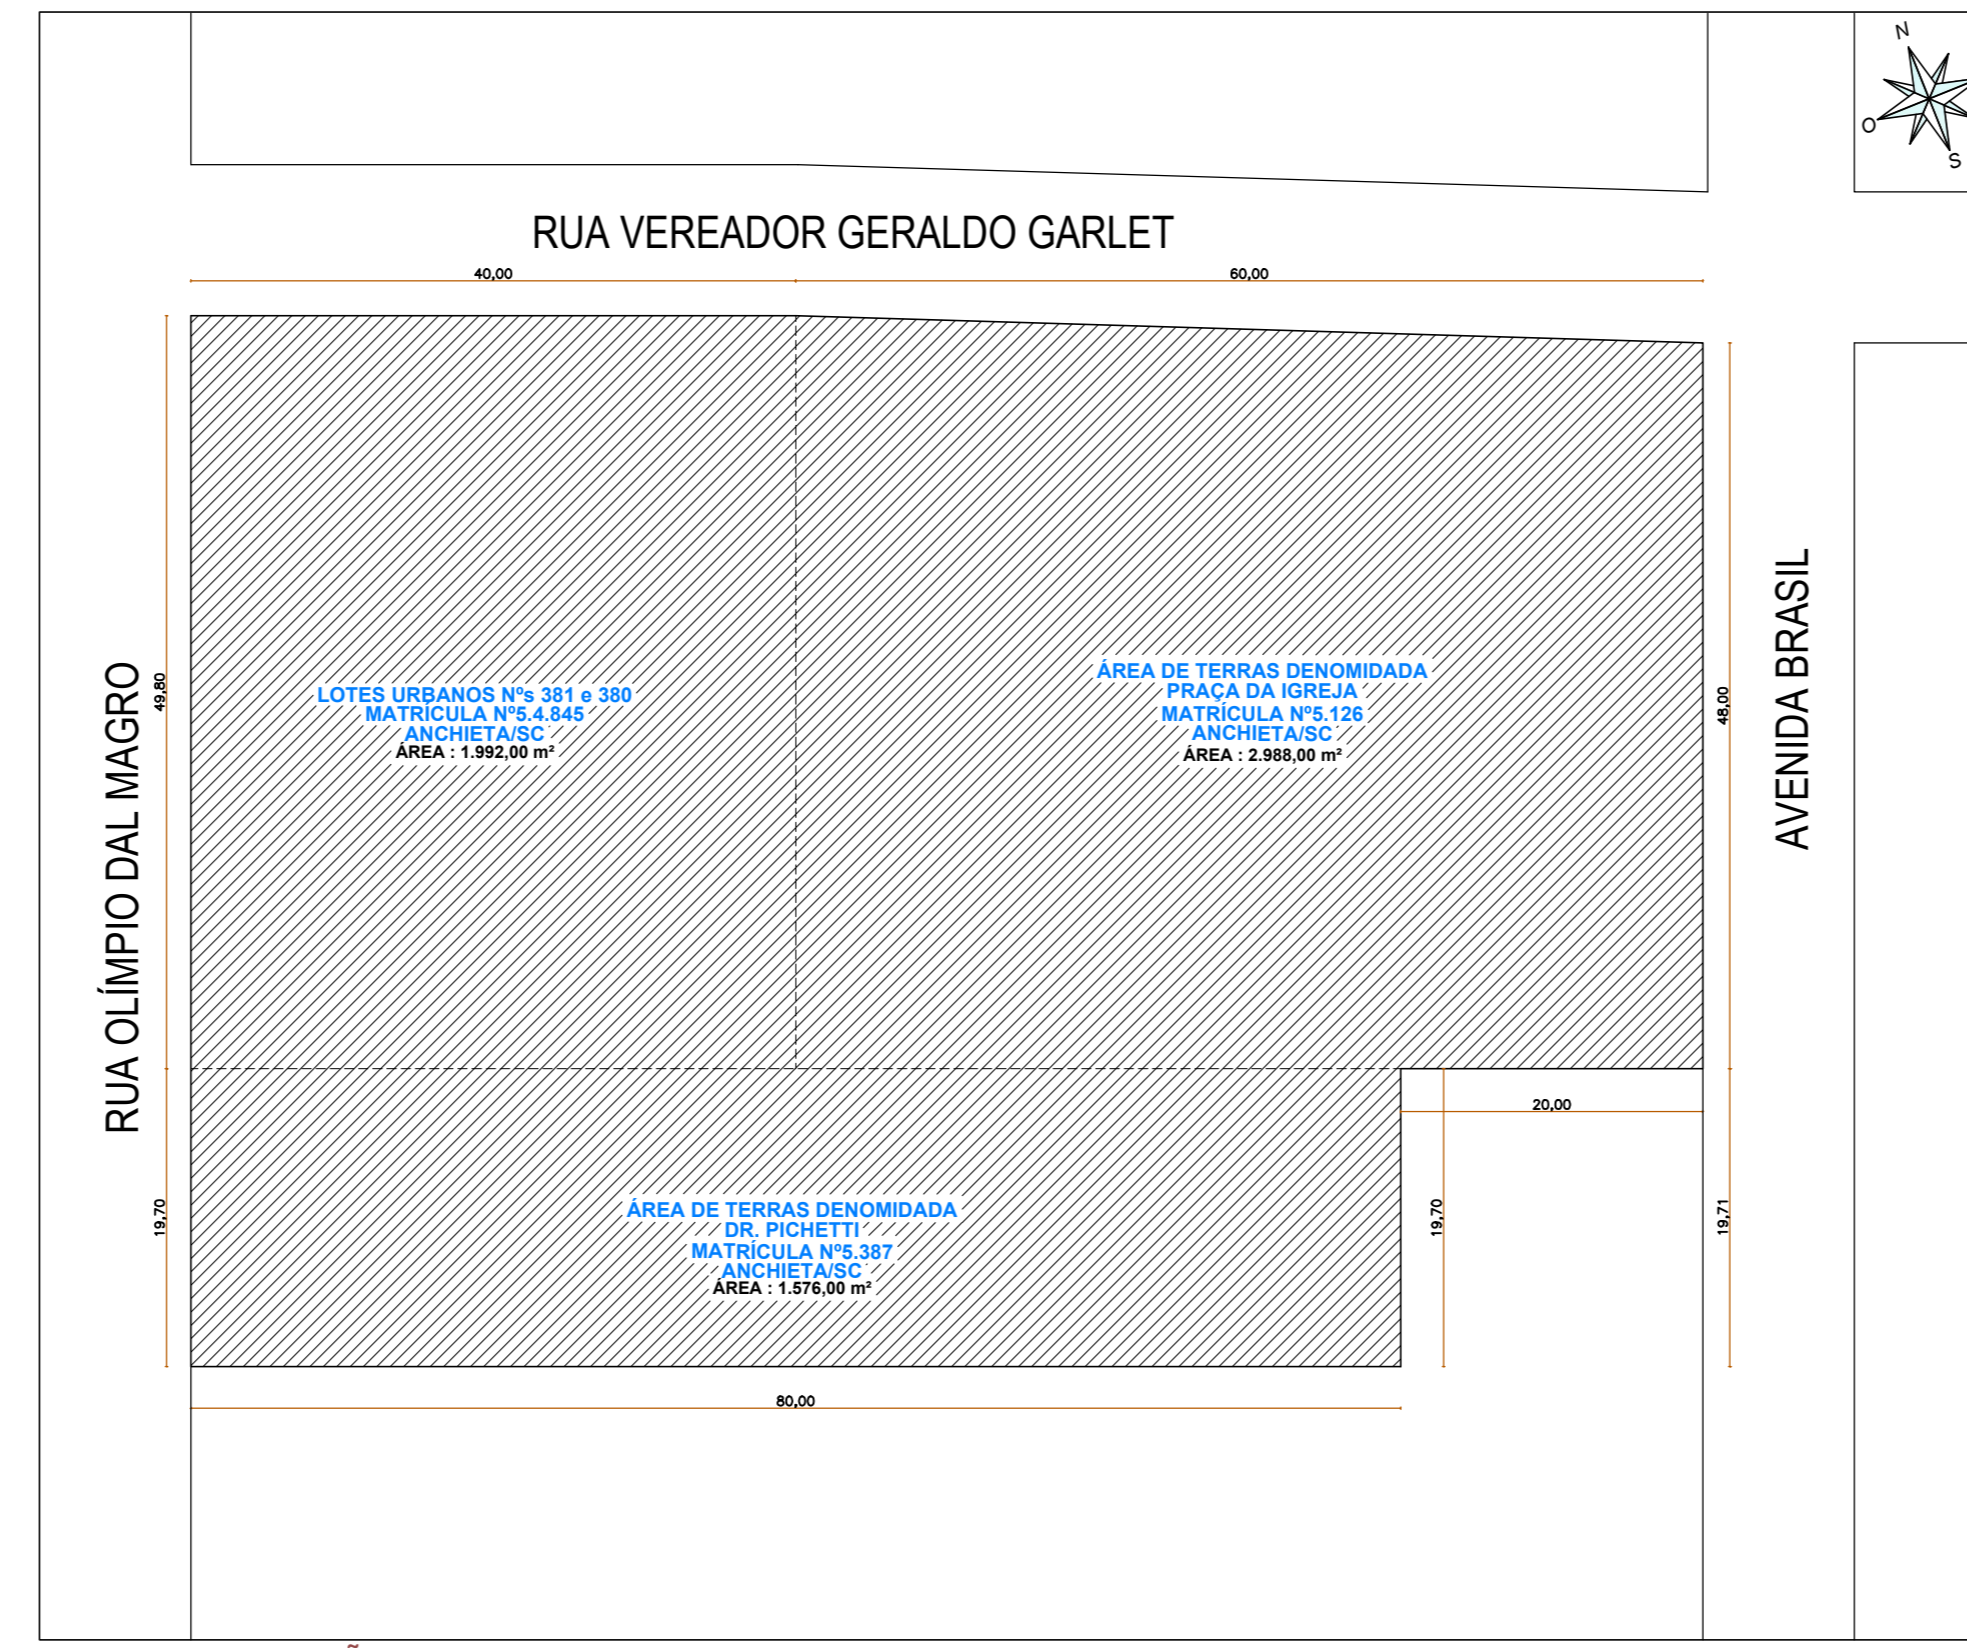 N
O
S
RUA VEREADOR GERALDO GARLET
40,00
60,00
RUA OLÍMPIO DAL MAGRO
49,80
19,70
LOTES URBANOS Nºs 381 e 380
MATRÍCULA Nº5.4.845
ANCHIETA/SC
ÁREA : 1.992,00 m²
ÁREA DE TERRAS DENOMIDADA
PRAÇA DA IGREJA
MATRÍCULA Nº5.126
ANCHIETA/SC
ÁREA : 2.988,00 m²
48,00
AVENIDA BRASIL
20,00
19,70
19,71
ÁREA DE TERRAS DENOMIDADA
DR. PICHETTI
MATRÍCULA Nº5.387
ANCHIETA/SC
ÁREA : 1.576,00 m²
80,00